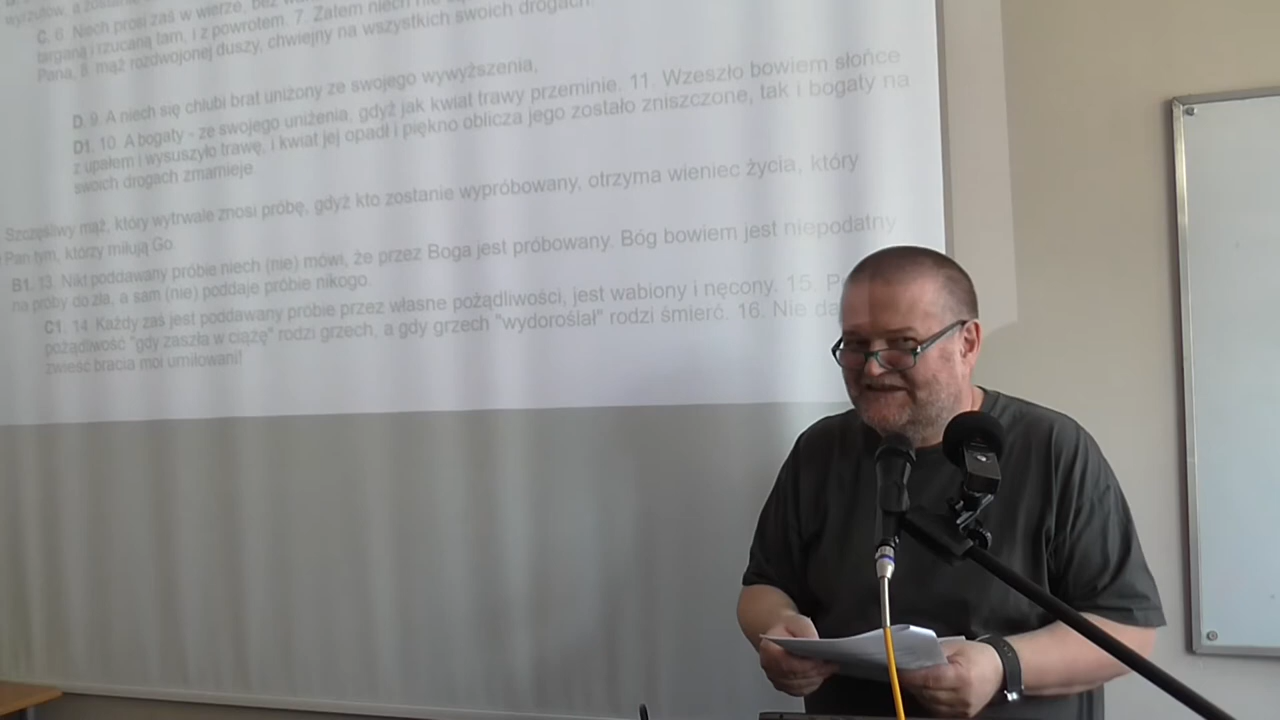 wyrzutów, a zostanie
C. 6. Niech prosi zaś w wierze, bez
targaną i rzucaną tam, i z powrotem. 7. Zatem niech nie
Pana, 8. mąż rozdwojonej duszy, chwiejny na wszystkich swoich drogach.
D. 9. A niech się chlubi brat uniżony ze swojego wywyższenia,
D1. 10. A bogaty - ze swojego uniżenia, gdyż jak kwiat trawy przeminie. 11. Wzeszło bowiem słońce
z upałem i wysuszyło trawę, i kwiat jej opadł i piękno oblicza jego zostało zniszczone, tak i bogaty na
swoich drogach zmarnieje
Szczęśliwy mąż, który wytrwale znosi próbę, gdyż kto zostanie wypróbowany, otrzyma wieniec życia, który
Pan tym, którzy miłują Go.
B1. 13. Nikt poddawany próbie niech (nie) mówi, że przez Boga jest próbowany. Bóg bowiem jest niepodatny
na próby do zła, a sam (nie) poddaje próbie nikogo.
C1. 14. Każdy zaś jest poddawany próbie przez własne pożądliwości, jest wabiony i nęcony. 15. P
pożądliwość "gdy zaszła w ciążę" rodzi grzech, a gdy grzech "wydoroślał" rodzi śmierć. 16. Nie da
zwieść bracia moi umiłowani!